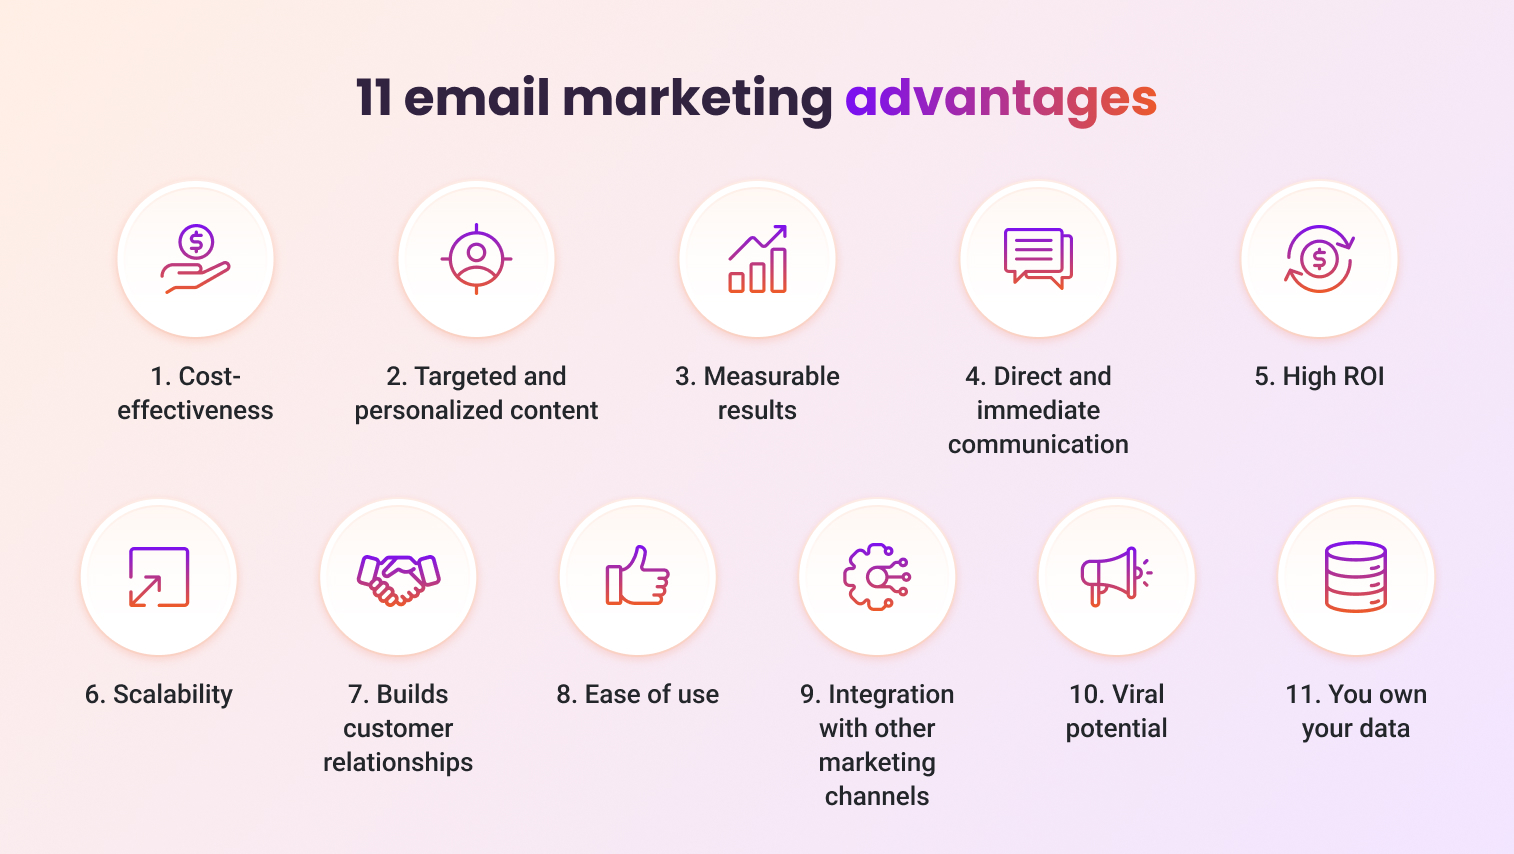 11 email marketing advantages
1. Cost-
effectiveness
2. Targeted and
personalized content
3. Measurable
results
4. Direct and
immediate
communication
5. High ROI
6. Scalability
7. Builds
customer
relationships
8. Ease of use
9. Integration
with other
marketing
channels
10. Viral
potential
11. You own
your data